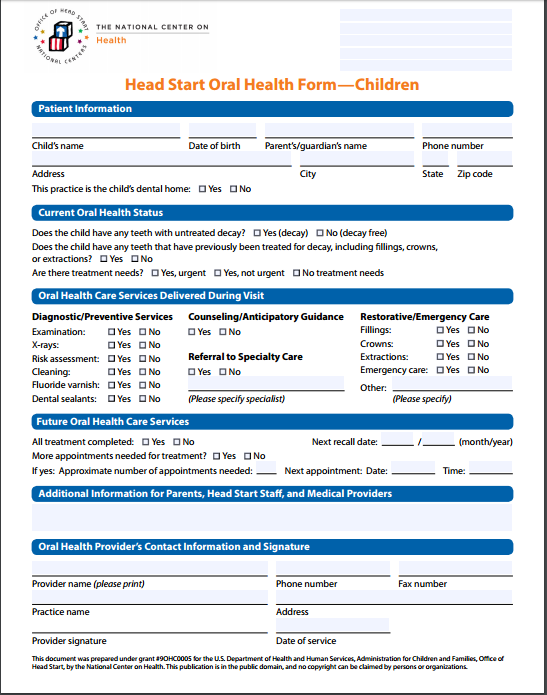 OFFICE OF HEAD START
NATIONAL CENTERS
THE NATIONAL CENTER ON
Health
Head Start Oral Health Form—Children
Patient Information
Child's name Date of birth Parent's/guardian's name Phone number
Address City State Zip code
This practice is the child's dental home: ☐ Yes ☐ No
Current Oral Health Status
Does the child have any teeth with untreated decay? ☐ Yes (decay) ☐ No (decay free)
Does the child have any teeth that have previously been treated for decay, including fillings, crowns,
or extractions? ☐ Yes ☐ No
Are there treatment needs? ☐ Yes, urgent ☐ Yes, not urgent ☐ No treatment needs
Oral Health Care Services Delivered During Visit
Diagnostic/Preventive Services
Examination: ☐ Yes ☐ No
X-rays: ☐ Yes ☐ No
Risk assessment: ☐ Yes ☐ No
Cleaning: ☐ Yes ☐ No
Fluoride varnish: ☐ Yes ☐ No
Dental sealants: ☐ Yes ☐ No
Counseling/Anticipatory Guidance
☐ Yes ☐ No
Referral to Specialty Care
☐ Yes ☐ No
(Please specify specialist)
Restorative/Emergency Care
Fillings: ☐ Yes ☐ No
Crowns: ☐ Yes ☐ No
Extractions: ☐ Yes ☐ No
Emergency care: ☐ Yes ☐ No
Other:
(Please specify)
Future Oral Health Care Services
All treatment completed: ☐ Yes ☐ No Next recall date: / (month/year)
More appointments needed for treatment? ☐ Yes ☐ No
If yes: Approximate number of appointments needed: Next appointment: Date: Time:
Additional Information for Parents, Head Start Staff, and Medical Providers
Oral Health Provider's Contact Information and Signature
Provider name (please print) Phone number Fax number
Practice name Address
Provider signature Date of service
This document was prepared under grant #9OHC0005 for the U.S. Department of Health and Human Services, Administration for Children and Families, Office of
Head Start, by the National Center on Health. This publication is in the public domain, and no copyright can be claimed by persons or organizations.